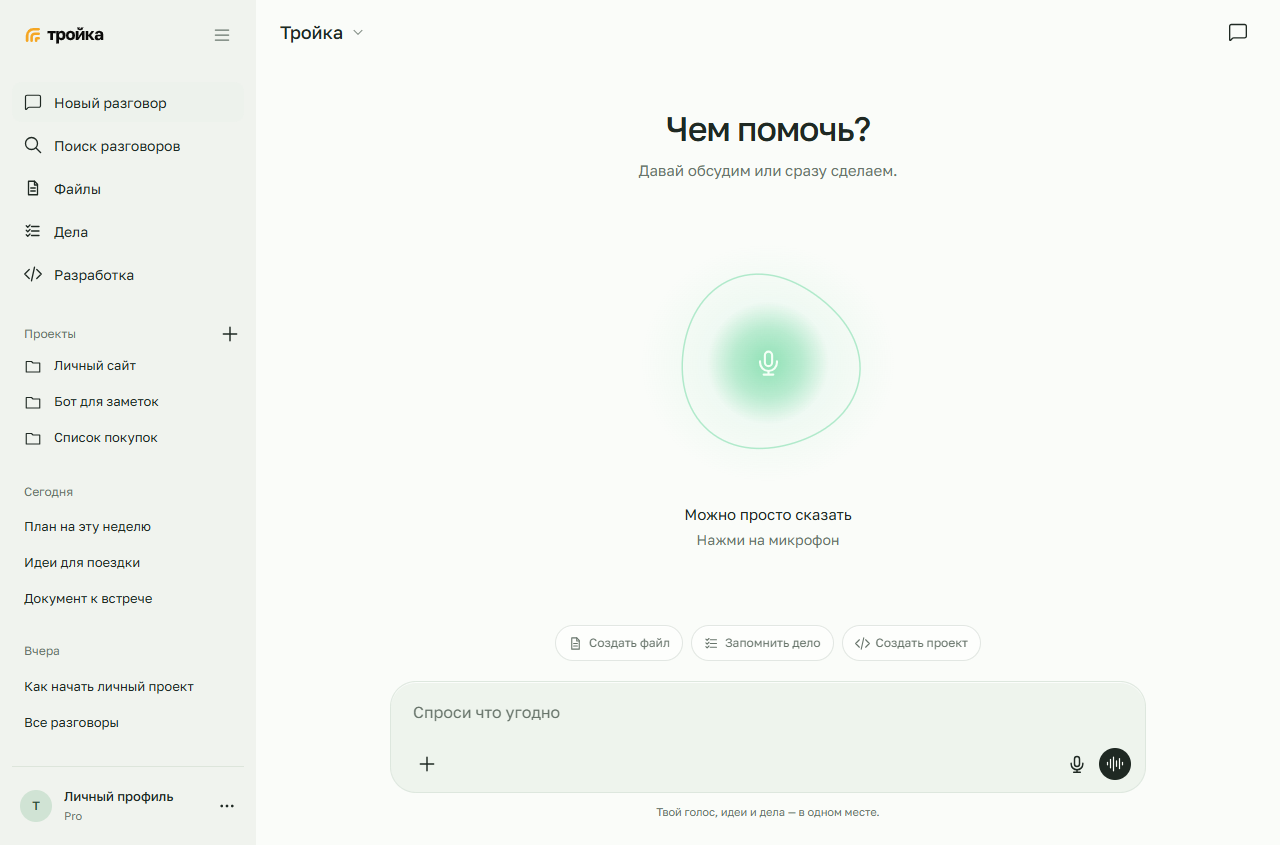 тройка
Новый разговор
Поиск разговоров
Файлы
Дела
Разработка
Проекты
Личный сайт
Бот для заметок
Список покупок
Сегодня
План на эту неделю
Идеи для поездки
Документ к встрече
Вчера
Как начать личный проект
Все разговоры
Т
Личный профиль
Pro
Тройка
Чем помочь?
Давай обсудим или сразу сделаем.
Можно просто сказать
Нажми на микрофон
Создать файл
Запомнить дело
Создать проект
Спроси что угодно
Твой голос, идеи и дела — в одном месте.